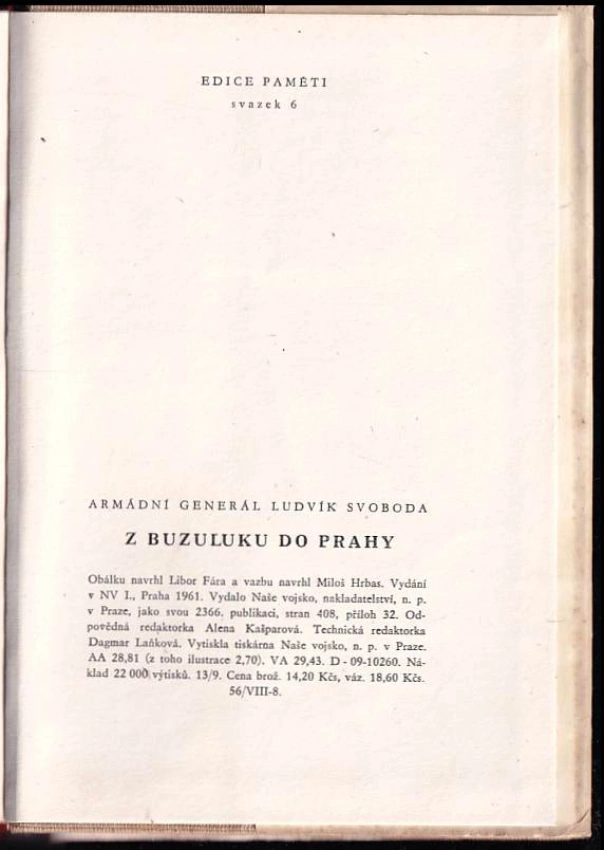 EDICE PAMĚTI
svazek 6
ARMÁDNÍ GENERÁL LUDVÍK SVOBODA
Z BUZULUKU DO PRAHY
Obálku navrhl Libor Fára a vazbu navrhl Miloš Hrbas. Vydání
v NV I., Praha 1961. Vydalo Naše vojsko, nakladatelství, n. p.
v Praze, jako svou 2366. publikaci, stran 408, příloh 32. Od-
povědná redaktorka Alena Kašparová. Technická redaktorka
Dagmar Laňková. Vytiskla tiskárna Naše vojsko, n. p. v Praze.
AA 28,81 (z toho ilustrace 2,70). VA 29,43. D - 09-10260. Ná-
klad 22 000 výtisků. 13/9. Cena brož. 14,20 Kčs, váz. 18,60 Kčs.
56/VIII-8.